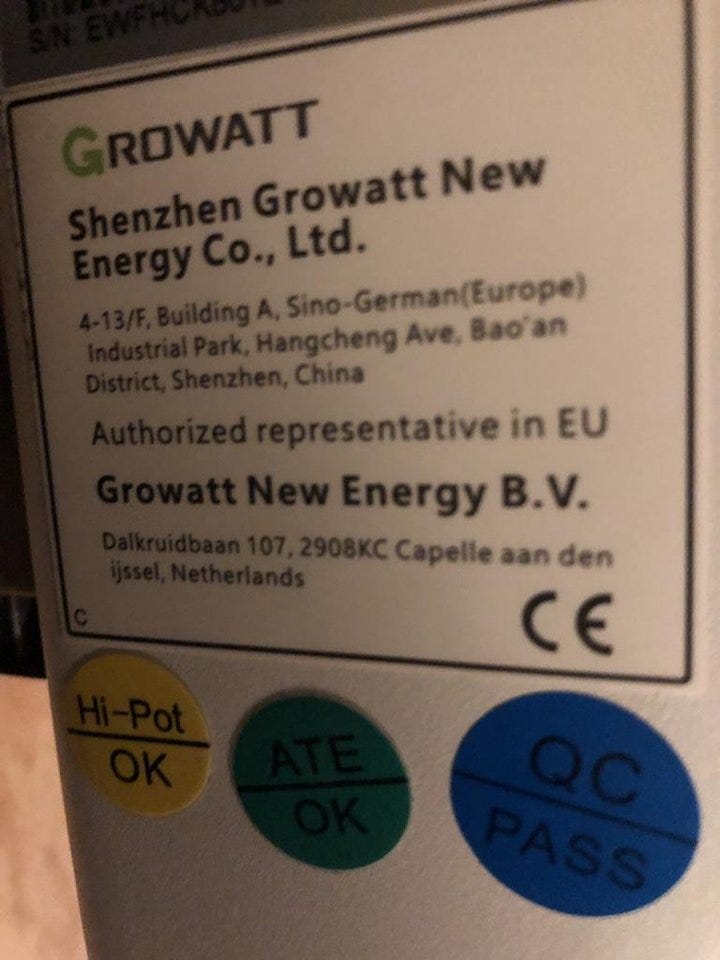 S/N:
GROWATT
Shenzhen Growatt New
Energy Co., Ltd.
4-13/F, Building A, Sino-German(Europe)
Industrial Park, Hangcheng Ave, Bao'an
District, Shenzhen, China
Authorized representative in EU
Growatt New Energy B.V.
Dalkruidbaan 107, 2908KC Capelle aan den
ijssel, Netherlands
C
CE
Hi-Pot
OK
ATE
OK
QC
PASS